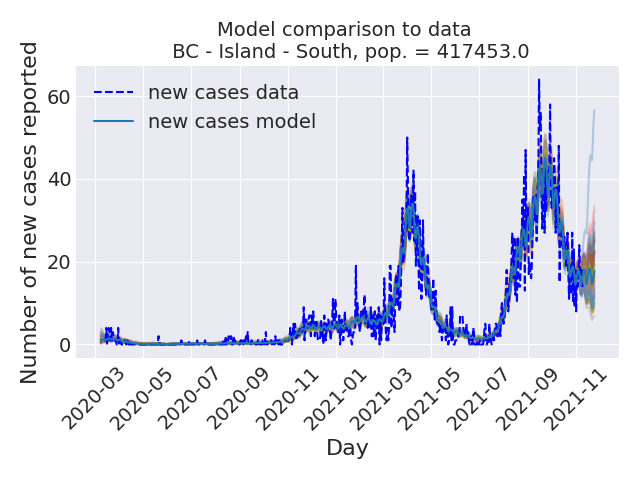 Model comparison to data
BC - Island - South, pop. = 417453.0
Number of new cases reported
60
40
20
0
new cases data
new cases model
2020-03
2020-05
2020-07
2020-09
2020-11
2021-01
2021-03
2021-05
2021-07
2021-09
2021-11
Day